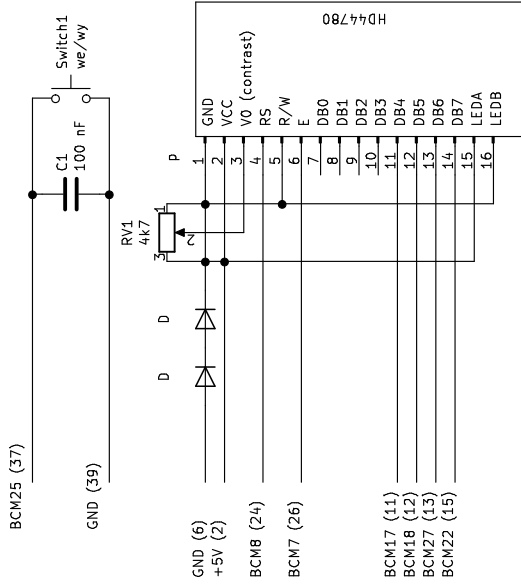 Switch1
we/wy
C1
100 nF
BCM25 (37)
GND (39)
HD44780
GND
VCC
V0 (contrast)
RS
R/W
E
DB0
DB1
DB2
DB3
DB4
DB5
DB6
DB7
LEDA
LEDB
P
1
2
3
4
5
6
7
8
9
10
11
12
13
14
15
16
RV1
4k7
1
2
3
D
D
GND (6)
+5V (2)
BCM8 (24)
BCM7 (26)
BCM17 (11)
BCM18 (12)
BCM27 (13)
BCM22 (15)